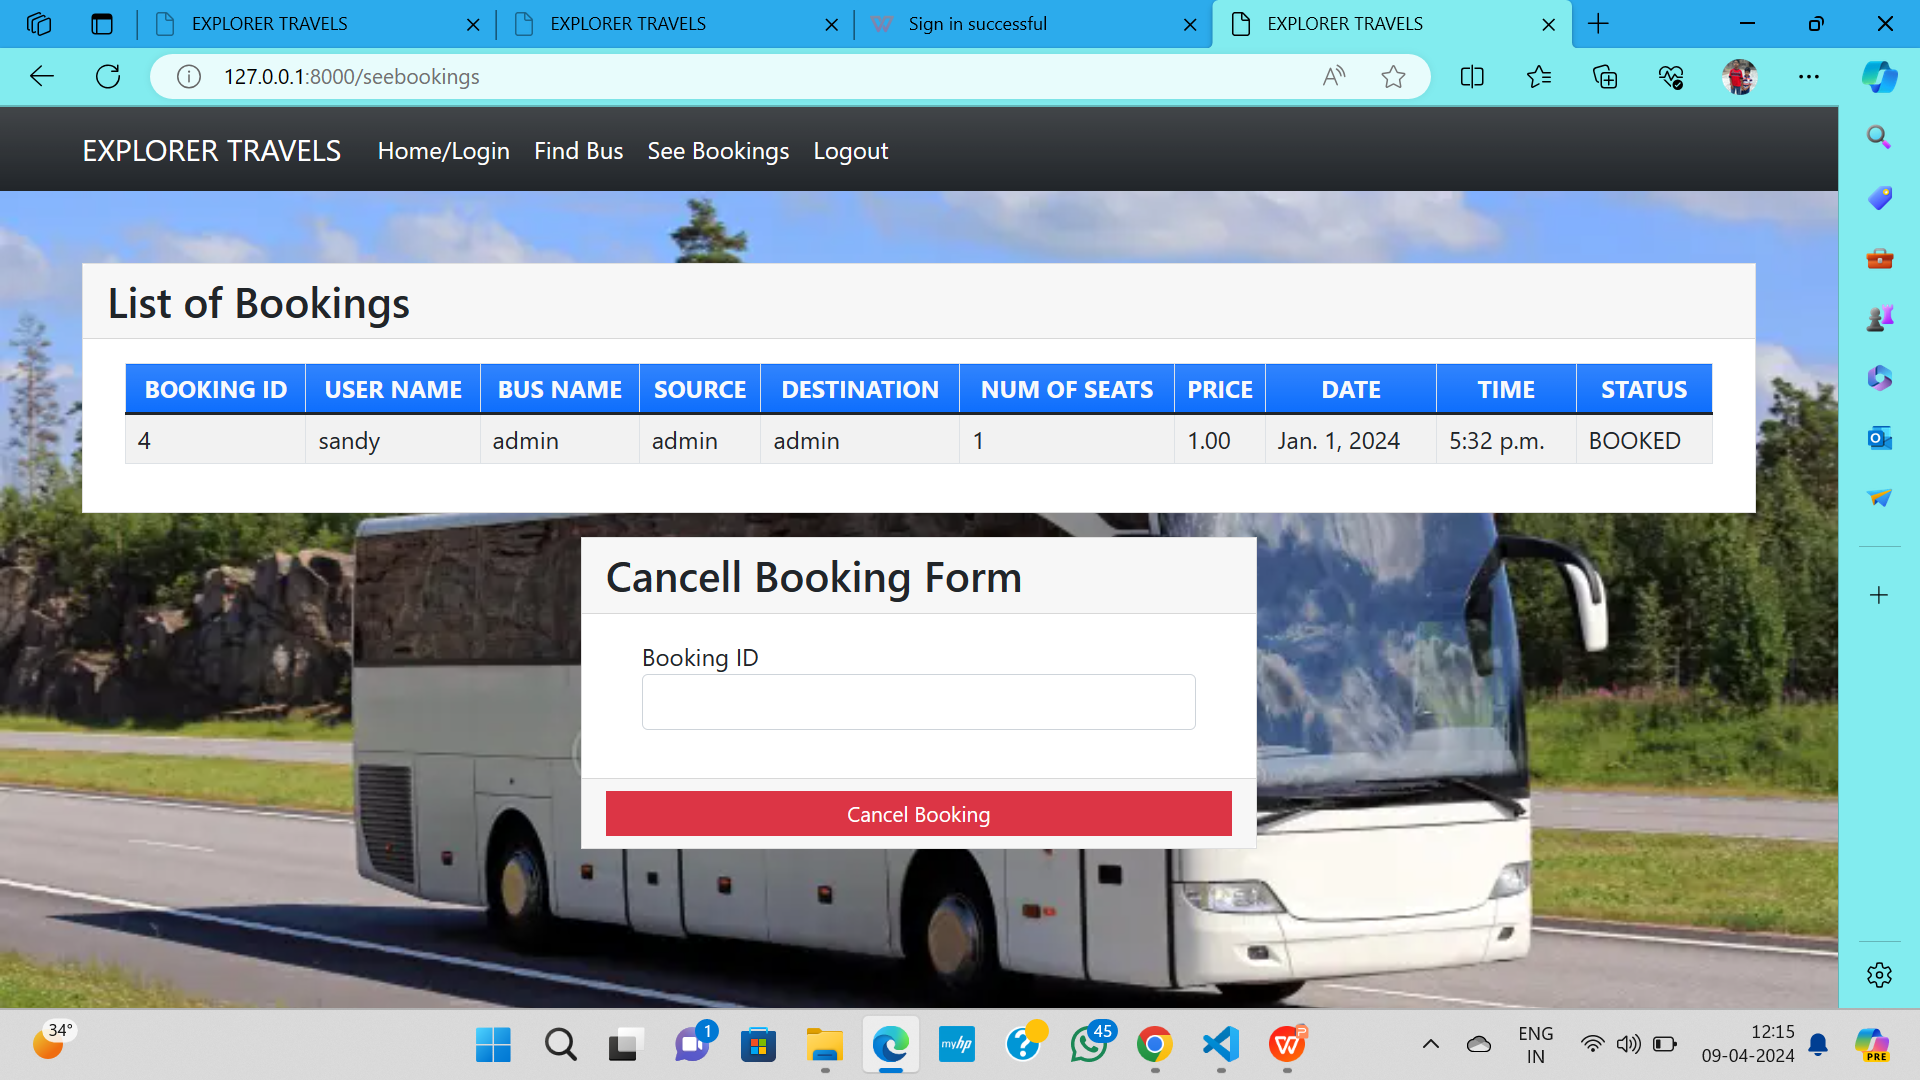 EXPLORER TRAVELS
EXPLORER TRAVELS
Sign in successful
EXPLORER TRAVELS
127.0.0.1:8000/seebookings
EXPLORER TRAVELS Home/Login Find Bus See Bookings Logout
List of Bookings
BOOKING ID USER NAME BUS NAME SOURCE DESTINATION NUM OF SEATS PRICE DATE TIME STATUS
4 sandy admin admin admin 1 1.00 Jan. 1, 2024 5:32 p.m. BOOKED
Cancell Booking Form
Booking ID
Cancel Booking
34°
1
myhp
45
ENG
IN
12:15
09-04-2024
PRE